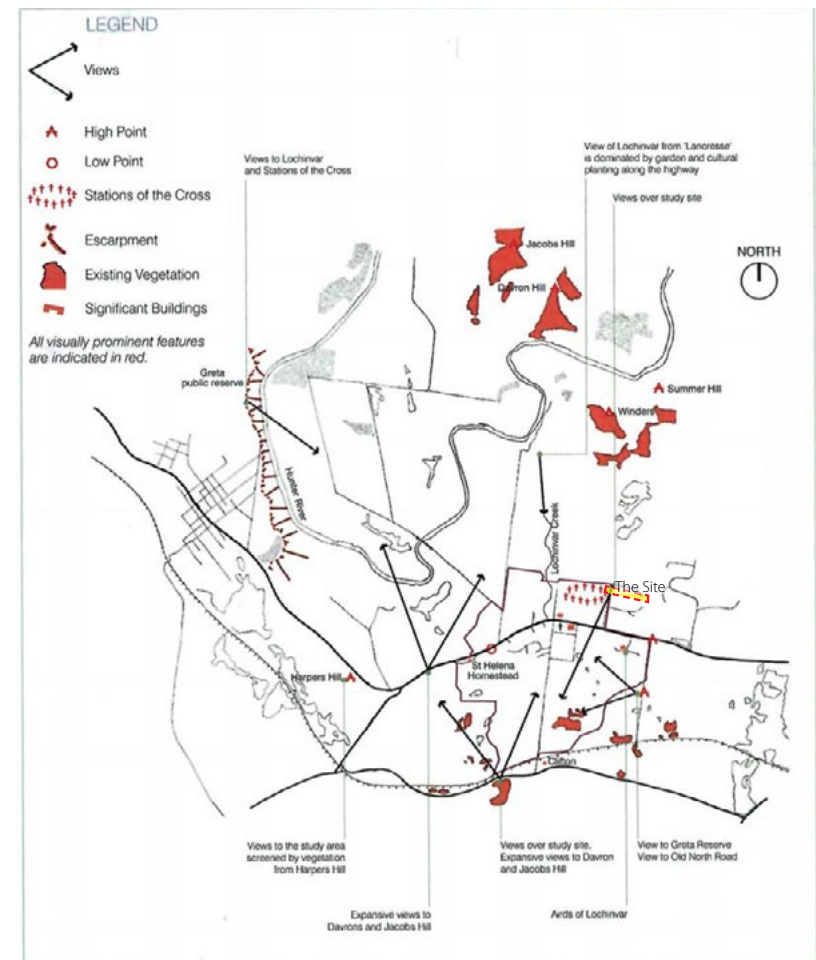 LEGEND
Views
High Point
Low Point
Stations of the Cross
Escarpment
Existing Vegetation
Significant Buildings
All visually prominent features
are indicated in red.
Views to Lochinvar
and Stations of the Cross
View of Lochinvar from 'Lancresse'
is dominated by garden and cultural
planting along the highway
Views over study site
NORTH
Jacobs Hill
Davron Hill
Greta
public reserve
Summer Hill
Winders
Hunter River
Lochinvar Creek
The Site
St Helena
Homestead
Harpers Hill
Clifton
Views to the study area
screened by vegetation
from Harpers Hill
Views over study site.
Expansive views to Davron
and Jacobs Hill
View to Greta Reserve
View to Old North Road
Expansive views to
Davrons and Jacobs Hill
Airds of Lochinvar